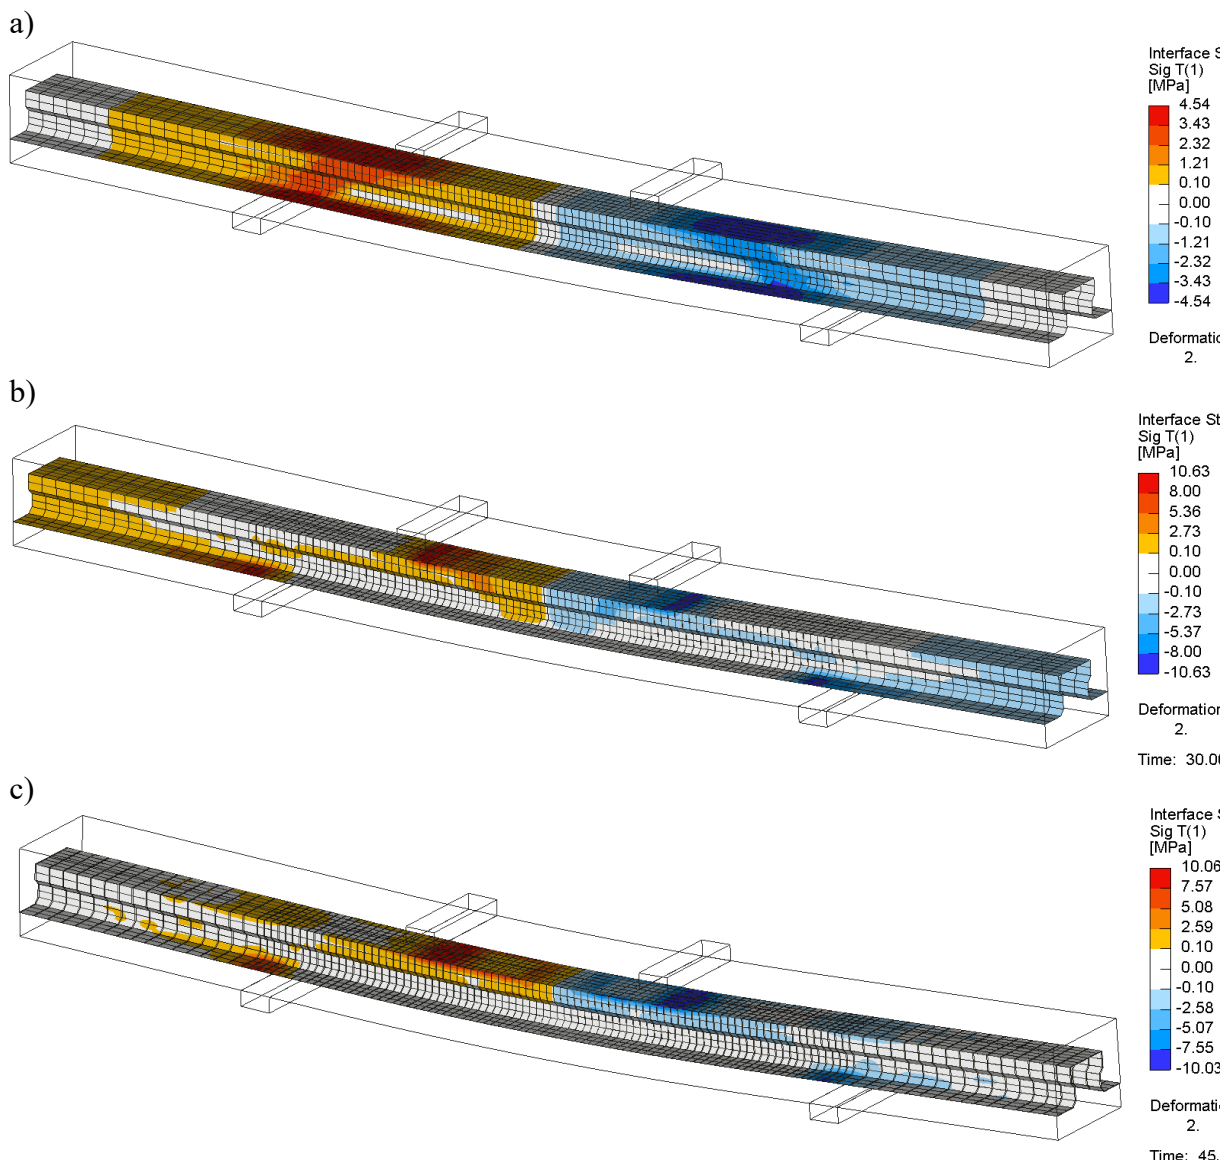 a)
Interface S
Sig T(1)
[MPa]
4.54
3.43
2.32
1.21
0.10
0.00
-0.10
-1.21
-2.32
-3.43
-4.54
Deformatio
2.
b)
Interface St
Sig T(1)
[MPa]
10.63
8.00
5.36
2.73
0.10
0.00
-0.10
-2.73
-5.37
-8.00
-10.63
Deformation
2.
Time: 30.00
c)
Interface S
Sig T(1)
[MPa]
10.06
7.57
5.08
2.59
0.10
0.00
-0.10
-2.58
-5.07
-7.55
-10.03
Deformatio
2.
Time: 45.